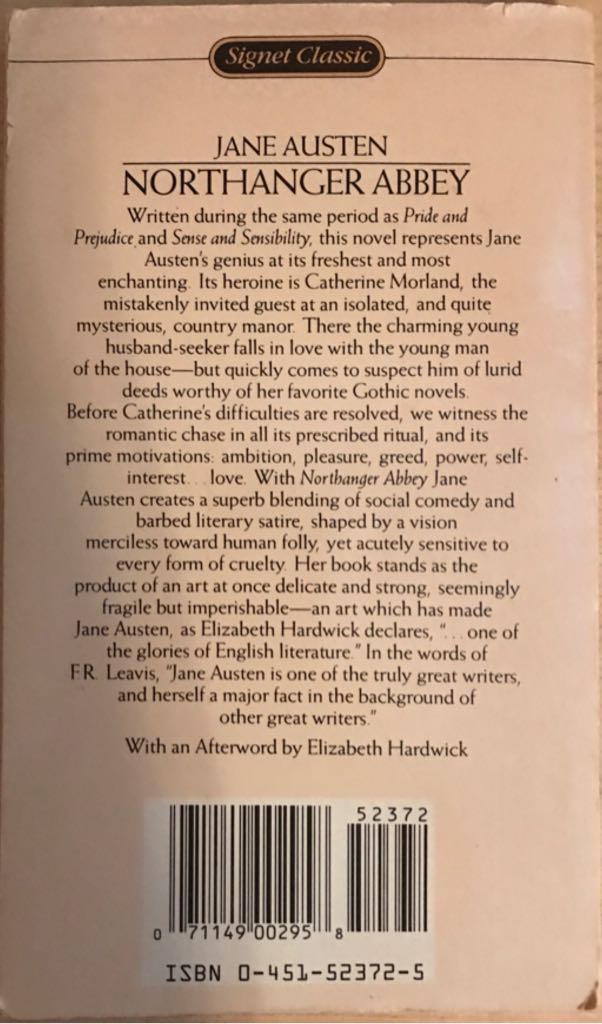 Signet Classic
JANE AUSTEN
NORTHANGER ABBEY
Written during the same period as Pride and
Prejudice and Sense and Sensibility, this novel represents Jane
Austen's genius at its freshest and most
enchanting. Its heroine is Catherine Morland, the
mistakenly invited guest at an isolated, and quite
mysterious, country manor. There the charming young
husband-seeker falls in love with the young man
of the house—but quickly comes to suspect him of lurid
deeds worthy of her favorite Gothic novels.
Before Catherine's difficulties are resolved, we witness the
romantic chase in all its prescribed ritual, and its
prime motivations: ambition, pleasure, greed, power, self-
interest. . . love. With Northanger Abbey Jane
Austen creates a superb blending of social comedy and
barbed literary satire, shaped by a vision
merciless toward human folly, yet acutely sensitive to
every form of cruelty. Her book stands as the
product of an art at once delicate and strong, seemingly
fragile but imperishable—an art which has made
Jane Austen, as Elizabeth Hardwick declares, “. . . one of
the glories of English literature.” In the words of
F.R. Leavis, “Jane Austen is one of the truly great writers,
and herself a major fact in the background of
other great writers.”
With an Afterword by Elizabeth Hardwick
52372
0 71149 00295 8
ISBN 0-451-52372-5